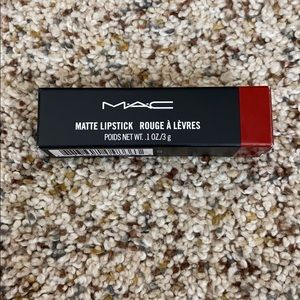 MAC
MATTE LIPSTICK ROUGE À LÈVRES
POIDS NET WT. .1 OZ./3 g